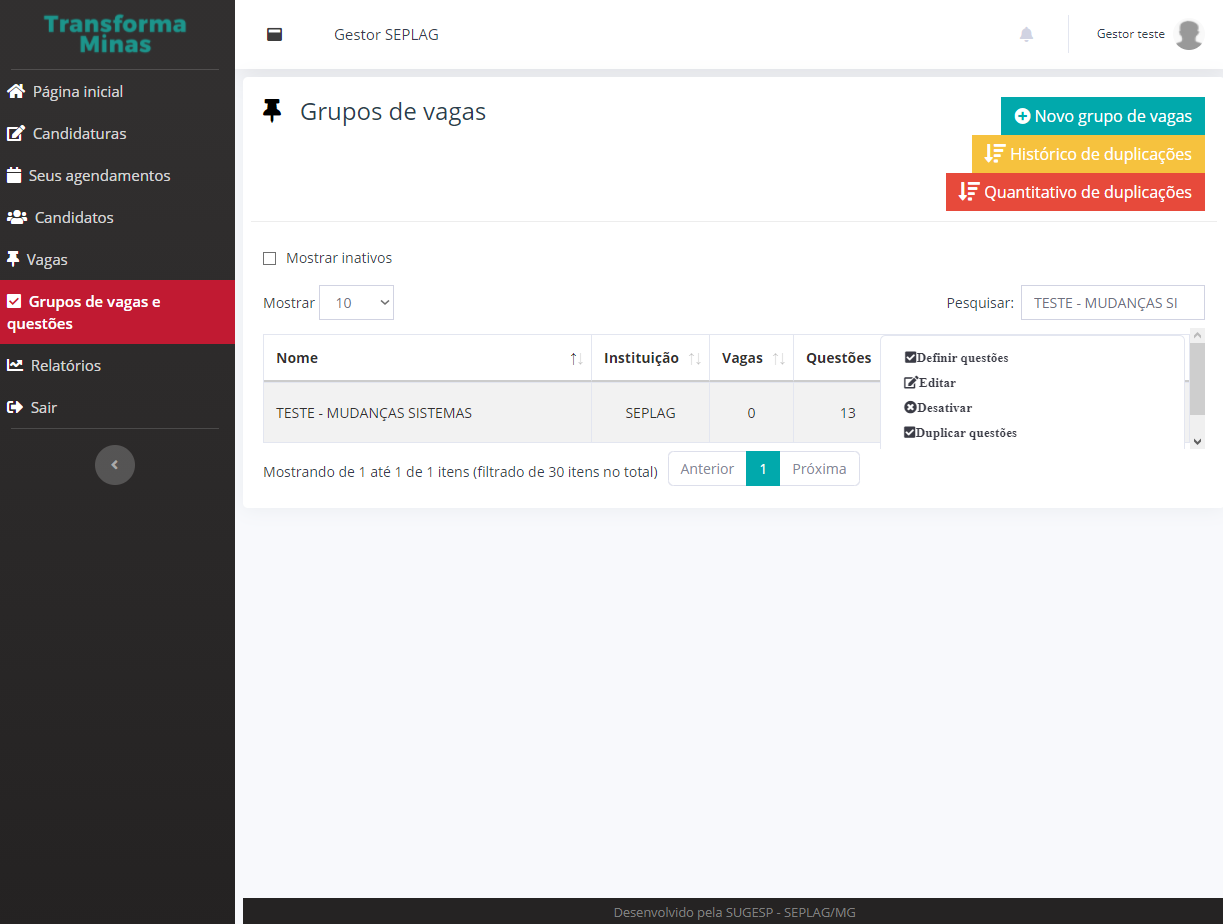 Transforma
Minas
Gestor SEPLAG
Gestor teste
Página inicial
Candidaturas
Seus agendamentos
Candidatos
Vagas
Grupos de vagas e
questões
Relatórios
Sair
Grupos de vagas
Novo grupo de vagas
Histórico de duplicações
Quantitativo de duplicações
Mostrar inativos
Mostrar 10
Pesquisar: TESTE - MUDANÇAS SI
Nome Instituição Vagas Questões
TESTE - MUDANÇAS SISTEMAS SEPLAG 0 13
Definir questões
Editar
Desativar
Duplicar questões
Mostrando de 1 até 1 de 1 itens (filtrado de 30 itens no total) Anterior 1 Próxima
Desenvolvido pela SUGESP - SEPLAG/MG